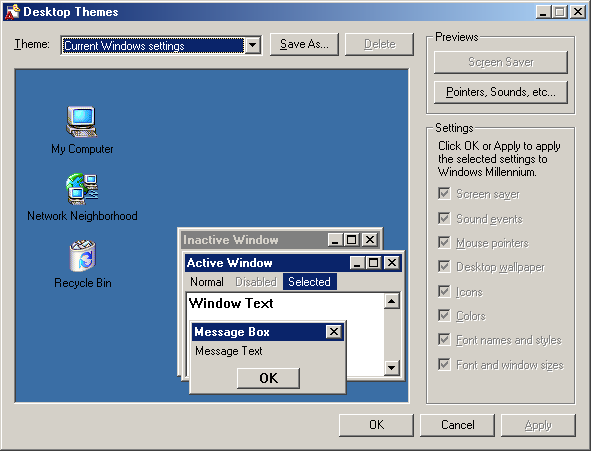 Desktop Themes
Theme: Current Windows settings Save As... Delete
Previews
Screen Saver
Pointers, Sounds, etc...
My Computer
Network Neighborhood
Recycle Bin
Inactive Window
Active Window
Normal Disabled Selected
Window Text
Message Box
Message Text
OK
Settings
Click OK or Apply to apply
the selected settings to
Windows Millennium.
Screen saver
Sound events
Mouse pointers
Desktop wallpaper
Icons
Colors
Font names and styles
Font and window sizes
OK Cancel Apply